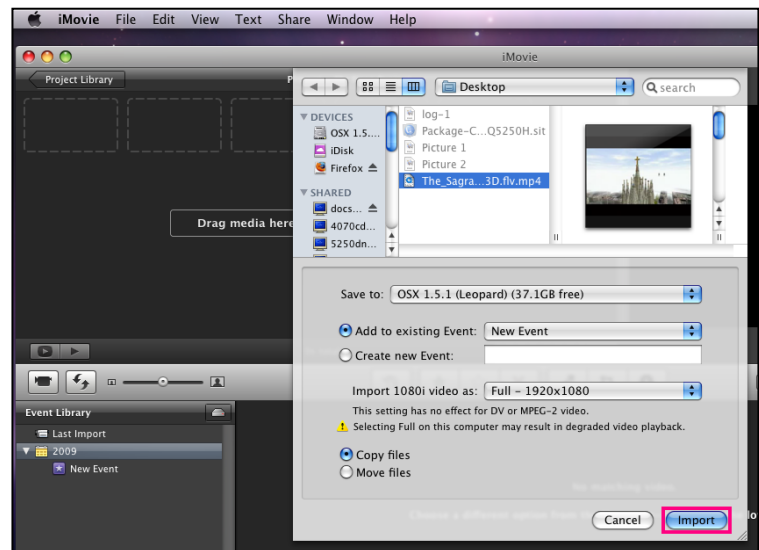 iMovie File Edit View Text Share Window Help
iMovie
Project Library
P
Desktop
search
DEVICES
OSX 1.5....
iDisk
Firefox
SHARED
docs...
4070cd...
5250dn...
log-1
Package-C...Q5250H.sit
Picture 1
Picture 2
The_Sagra...3D.flv.mp4
Drag media here
Save to: OSX 1.5.1 (Leopard) (37.1GB free)
Add to existing Event: New Event
Create new Event:
Import 1080i video as: Full – 1920x1080
This setting has no effect for DV or MPEG-2 video.
Selecting Full on this computer may result in degraded video playback.
Copy files
Move files
No matching video.
Cancel Import
Event Library
Last Import
2009
New Event